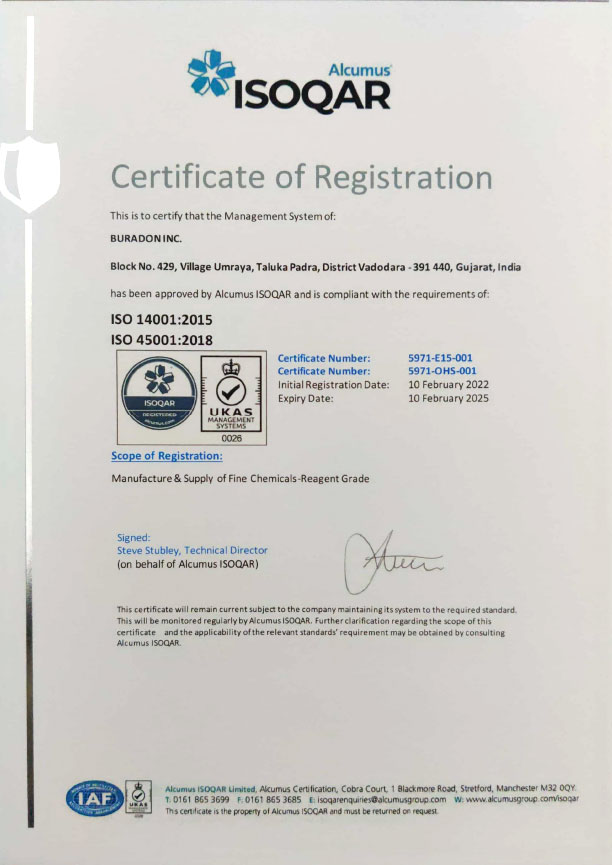 Alcumus
ISOQAR
Certificate of Registration
This is to certify that the Management System of:
BURADON INC.
Block No. 429, Village Umraya, Taluka Padra, District Vadodara - 391 440, Gujarat, India
has been approved by Alcumus ISOQAR and is compliant with the requirements of:
ISO 14001:2015
ISO 45001:2018
ISOQAR
REGISTERED
alcumus.com
UKAS
MANAGEMENT
SYSTEMS
0026
Certificate Number: 5971-E15-001
Certificate Number: 5971-OHS-001
Initial Registration Date: 10 February 2022
Expiry Date: 10 February 2025
Scope of Registration:
Manufacture & Supply of Fine Chemicals-Reagent Grade
Signed:
Steve Stubley, Technical Director
(on behalf of Alcumus ISOQAR)
This certificate will remain current subject to the company maintaining its system to the required standard.
This will be monitored regularly by Alcumus ISOQAR. Further clarification regarding the scope of this
certificate and the applicability of the relevant standards' requirement may be obtained by consulting
Alcumus ISOQAR.
IAF
UKAS
Alcumus ISOQAR Limited, Alcumus Certification, Cobra Court, 1 Blackmore Road, Stretford, Manchester M32 0QY.
T: 0161 865 3699 F: 0161 865 3685 E: isoqarenquiries@alcumusgroup.com W: www.alcumusgroup.com/isoqar
This certificate is the property of Alcumus ISOQAR and must be returned on request.